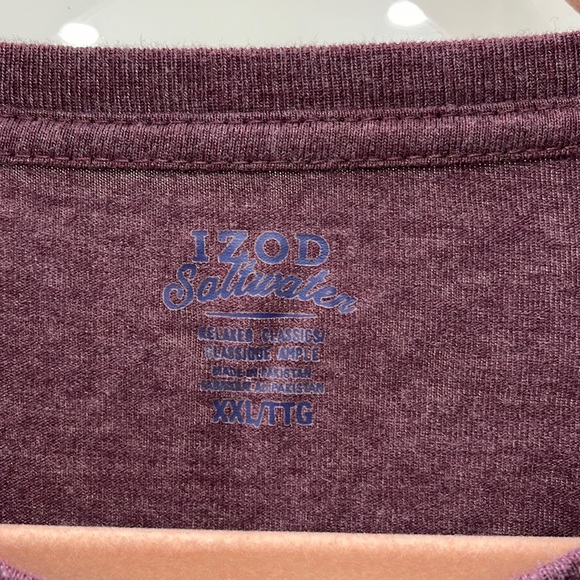 IZOD
Saltwater
RELAXED CLASSICS/
CLASSIQUE AMPLE
MADE IN PAKISTAN
FABRIQUÉ AU PAKISTAN
XXL/TTG